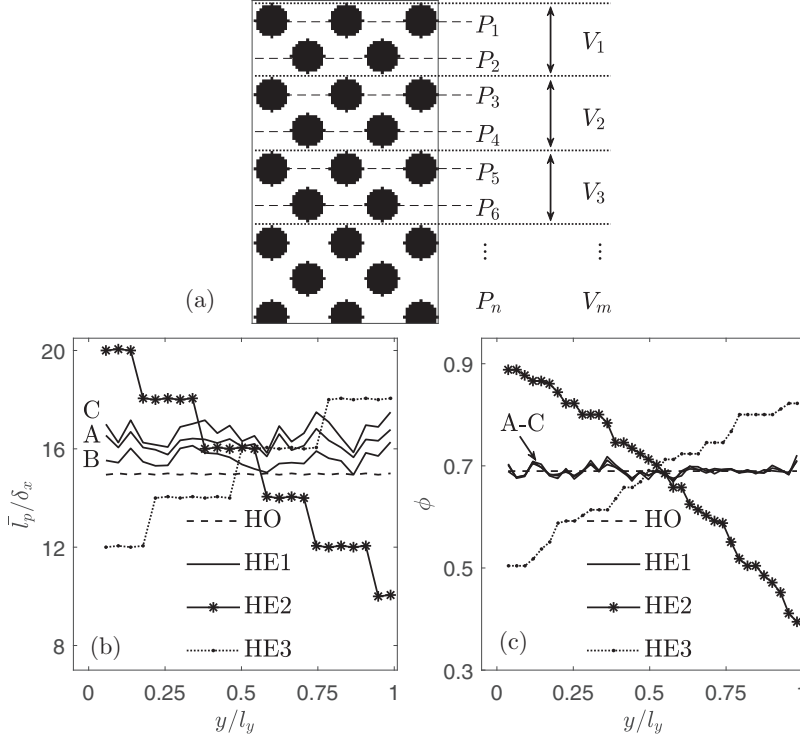 P1
V1
P2
P3
V2
P4
P5
V3
P6
⋮ ⋮
(a) Pn Vm
20
C
A
16
B
12
8
l̄p/δx
HO
HE1
HE2
HE3
(b)
0 0.25 0.5 0.75 1
y/ly
0.9
A-C
0.7
ϕ
0.5
0.3
HO
HE1
HE2
HE3
(c)
0 0.25 0.5 0.75 1
y/ly